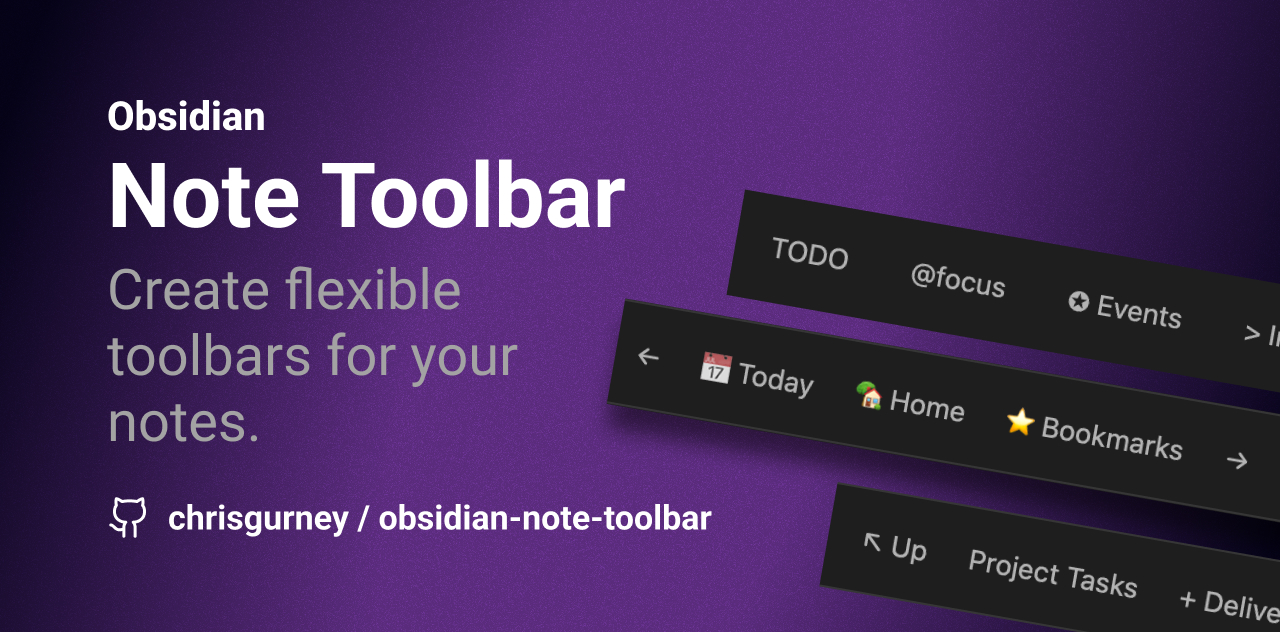 Obsidian
Note Toolbar
Create flexible
toolbars for your
notes.
chrisgurney / obsidian-note-toolbar
TODO @focus Events >
← 17 Today Home Bookmarks →
↖ Up Project Tasks +